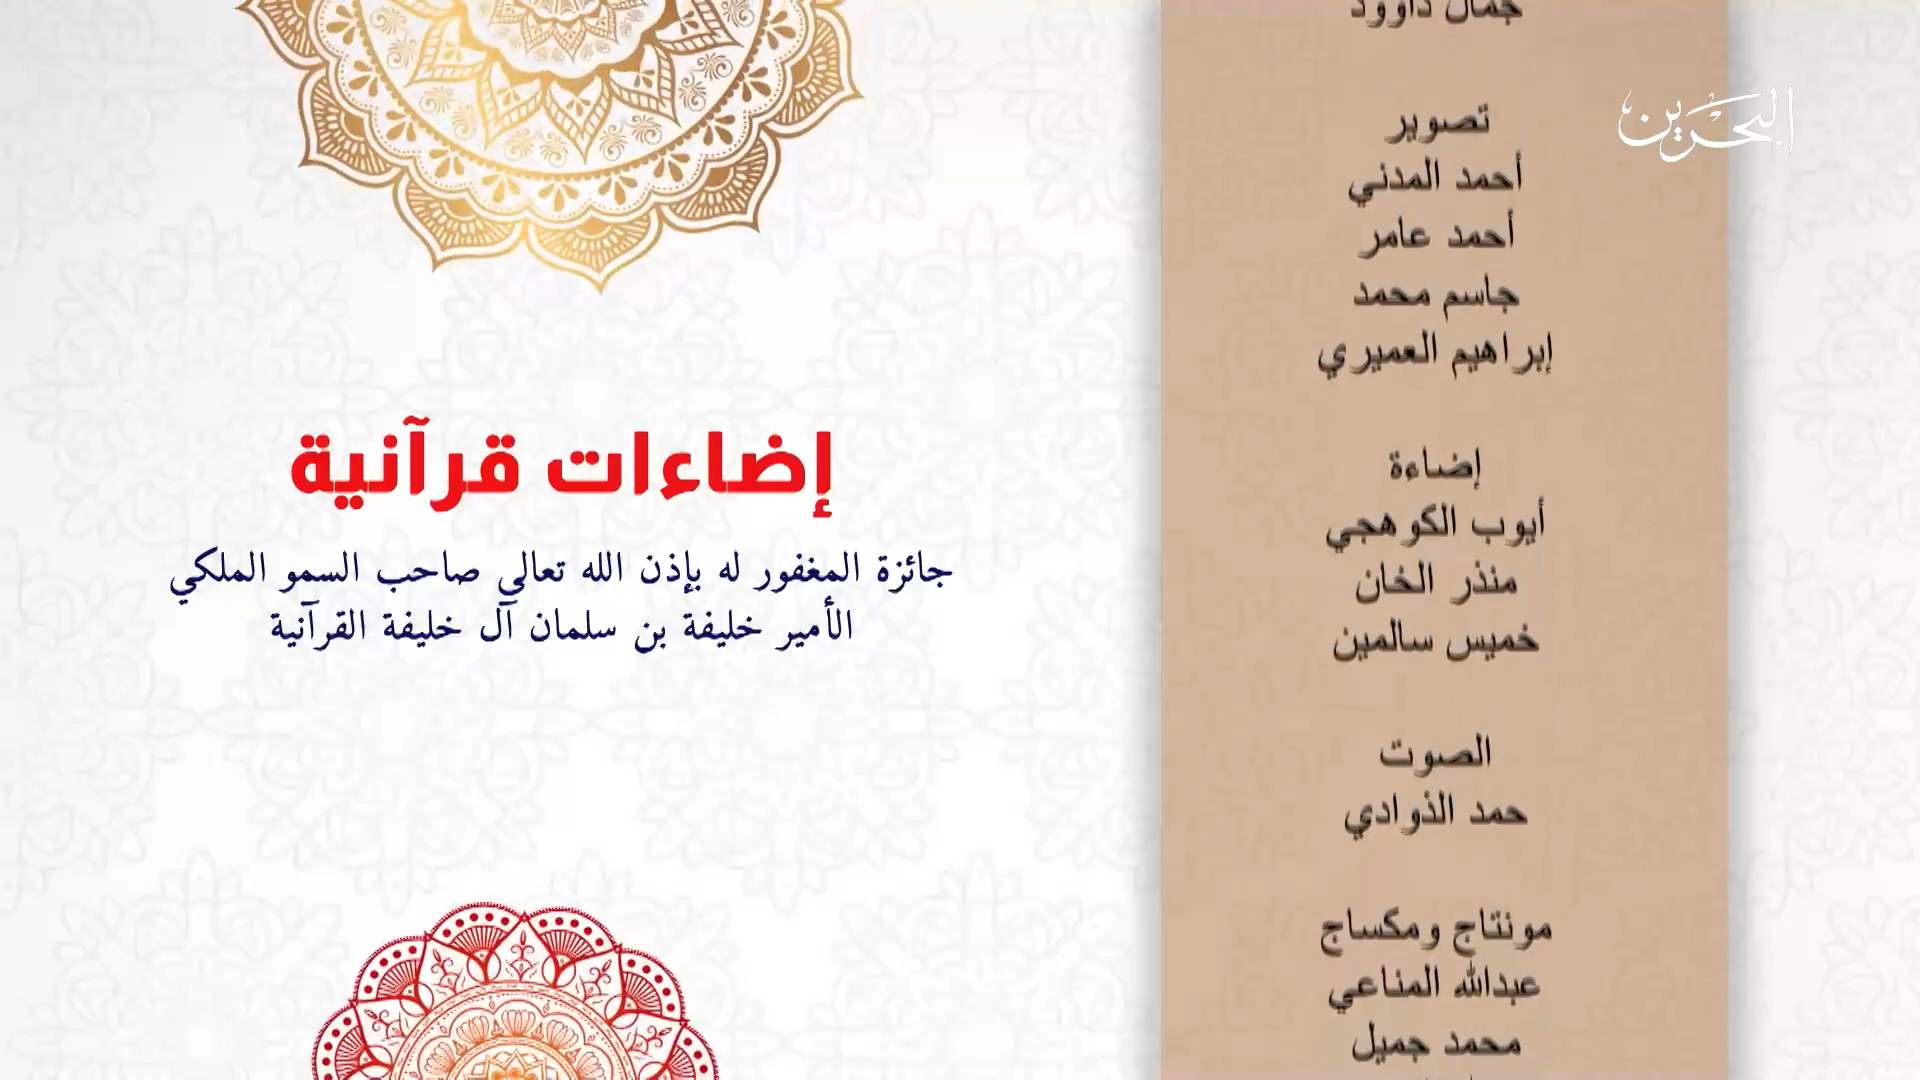 البحرين
إضاءات قرآنية
جائزة المغفور له بإذن الله تعالى صاحب السمو الملكي
الأمير خليفة بن سلمان آل خليفة القرآنية
جمال داوود
تصوير
أحمد المدني
أحمد عامر
جاسم محمد
إبراهيم العميري
إضاءة
أيوب الكوهجي
منذر الخان
خميس سالمين
الصوت
حمد الذوادي
مونتاج ومكساج
عبدالله المناعي
محمد جميل